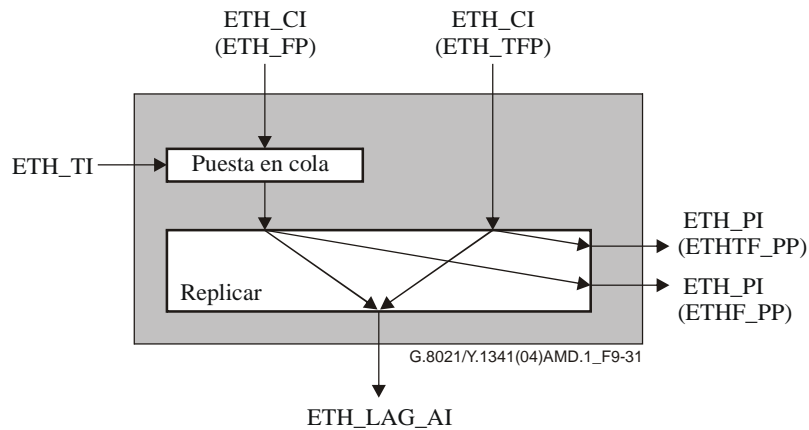 ETH_CI
(ETH_FP)
ETH_CI
(ETH_TFP)
ETH_TI
Puesta en cola
ETH_PI
(ETHTF_PP)
Replicar
ETH_PI
(ETHF_PP)
G.8021/Y.1341(04)AMD.1_F9-31
ETH_LAG_AI